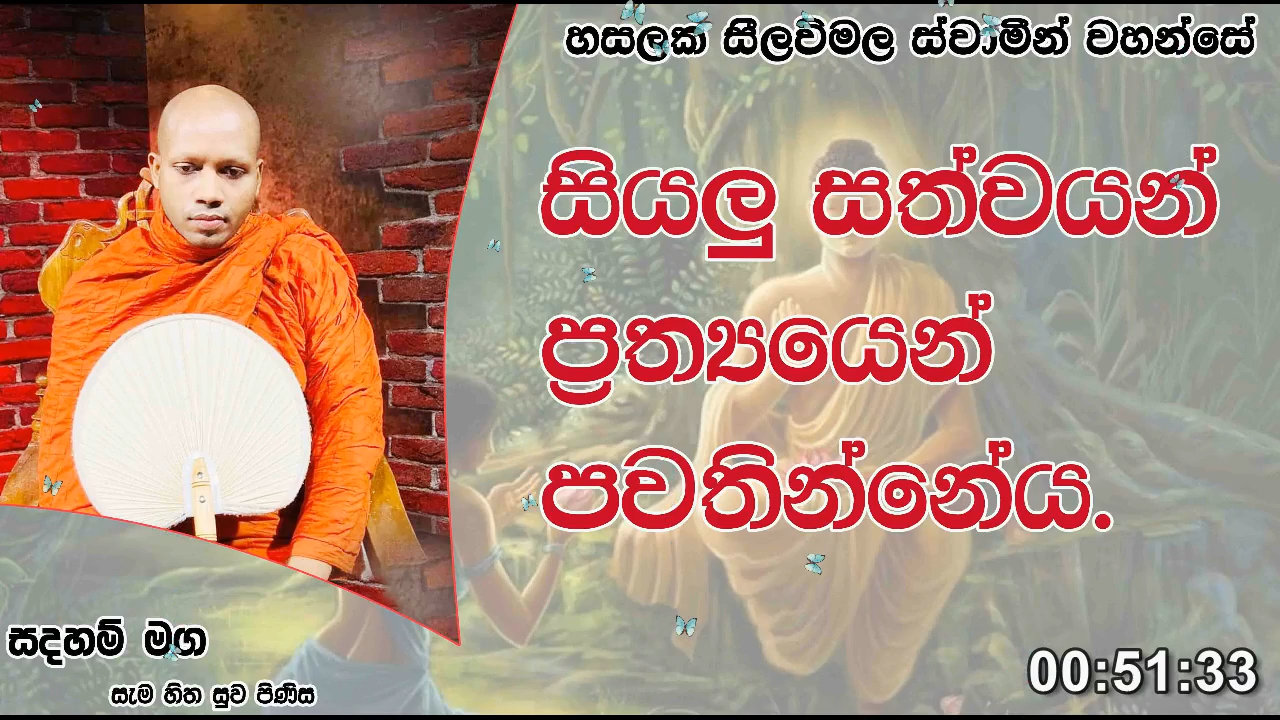 හසලක සීලවිමල ස්වාමීන් වහන්සේ
සියලු සත්වයන්
ප්‍රත්‍යයෙන්
පවතින්නේය.
සදහම් මග
සැම හිත සුව පිණිස
00:51:33